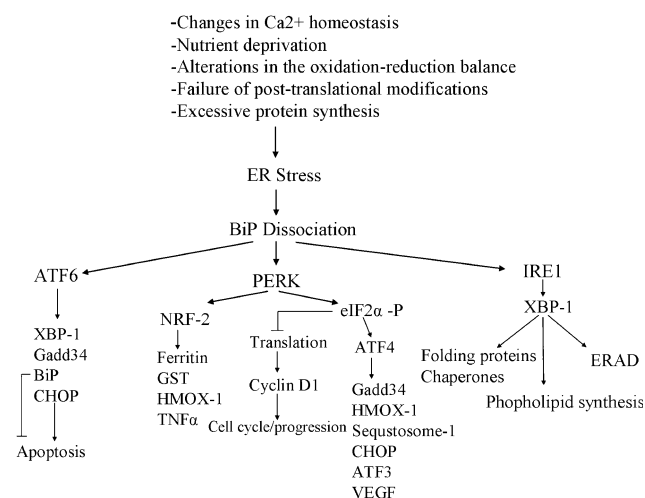 -Changes in Ca2+ homeostasis
-Nutrient deprivation
-Alterations in the oxidation-reduction balance
-Failure of post-translational modifications
-Excessive protein synthesis
ER Stress
BiP Dissociation
ATF6
XBP-1
Gadd34
BiP
CHOP
Apoptosis
PERK
NRF-2
Ferritin
GST
HMOX-1
TNFα
eIF2α -P
Translation
Cyclin D1
Cell cycle/progression
ATF4
Gadd34
HMOX-1
Sequstosome-1
CHOP
ATF3
VEGF
IRE1
XBP-1
Folding proteins
Chaperones
Phopholipid synthesis
ERAD